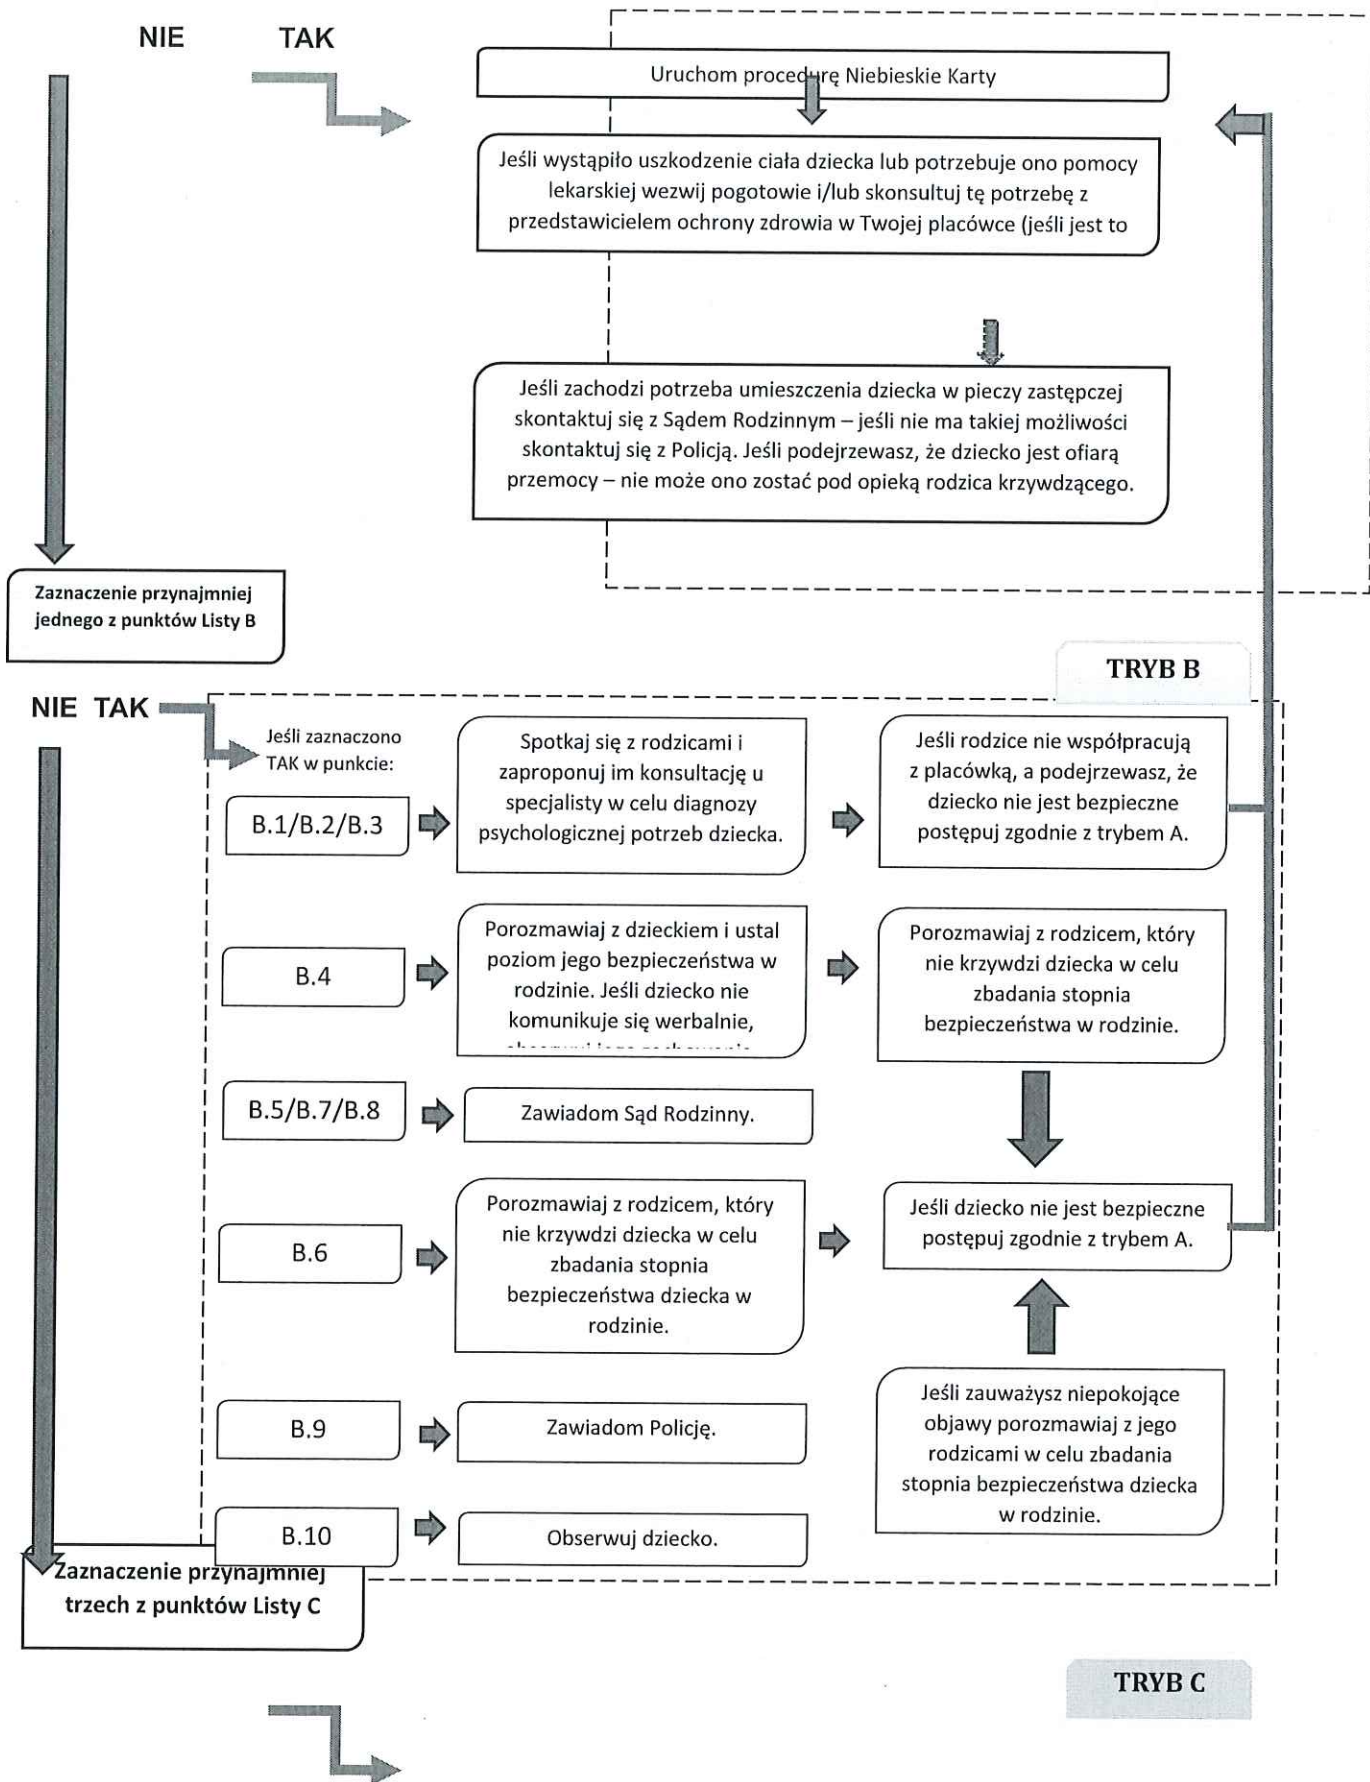 NIE TAK
Uruchom procedurę Niebieskie Karty
Jeśli wystąpiło uszkodzenie ciała dziecka lub potrzebuje ono pomocy
lekarskiej wezwij pogotowie i/lub skonsultuj tę potrzebę z
przedstawicielem ochrony zdrowia w Twojej placówce (jeśli jest to
Jeśli zachodzi potrzeba umieszczenia dziecka w pieczy zastępczej
skontaktuj się z Sądem Rodzinnym – jeśli nie ma takiej możliwości
skontaktuj się z Policją. Jeśli podejrzewasz, że dziecko jest ofiarą
przemocy – nie może ono zostać pod opieką rodzica krzywdzącego.
Zaznaczenie przynajmniej
jednego z punktów Listy B
TRYB B
NIE TAK
Jeśli zaznaczono
TAK w punkcie:
B.1/B.2/B.3
Spotkaj się z rodzicami i
zaproponuj im konsultację u
specjalisty w celu diagnozy
psychologicznej potrzeb dziecka.
Jeśli rodzice nie współpracują
z placówką, a podejrzewasz, że
dziecko nie jest bezpieczne
postępuj zgodnie z trybem A.
B.4
Porozmawiaj z dzieckiem i ustal
poziom jego bezpieczeństwa w
rodzinie. Jeśli dziecko nie
komunikuje się werbalnie,
Porozmawiaj z rodzicem, który
nie krzywdzi dziecka w celu
zbadania stopnia
bezpieczeństwa w rodzinie.
B.5/B.7/B.8
Zawiadom Sąd Rodzinny.
B.6
Porozmawiaj z rodzicem, który
nie krzywdzi dziecka w celu
zbadania stopnia
bezpieczeństwa dziecka w
rodzinie.
Jeśli dziecko nie jest bezpieczne
postępuj zgodnie z trybem A.
B.9
Zawiadom Policję.
Jeśli zauważysz niepokojące
objawy porozmawiaj z jego
rodzicami w celu zbadania
stopnia bezpieczeństwa dziecka
w rodzinie.
B.10
Obserwuj dziecko.
Zaznaczenie przynajmniej
trzech z punktów Listy C
TRYB C